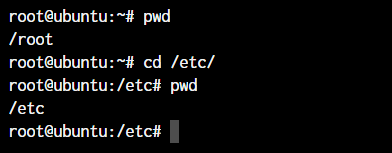 root@ubuntu:~# pwd
/root
root@ubuntu:~# cd /etc/
root@ubuntu:/etc# pwd
/etc
root@ubuntu:/etc#